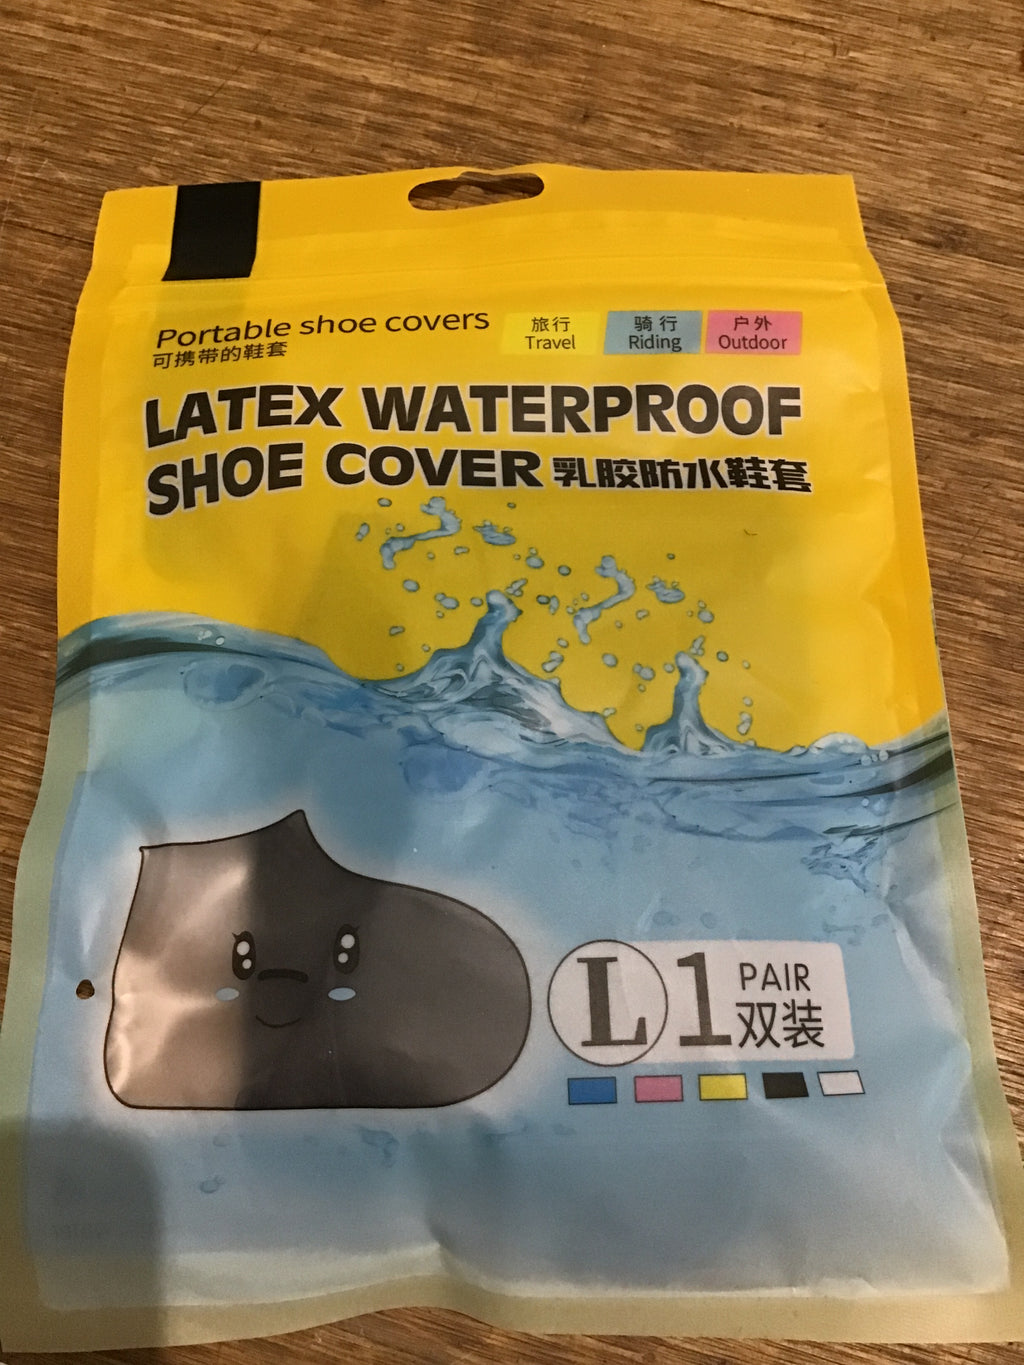 Portable shoe covers
可携带的鞋套
旅行
Travel
骑行
Riding
户外
Outdoor
LATEX WATERPROOF
SHOE COVER 乳胶防水鞋套
L 1 PAIR
双装